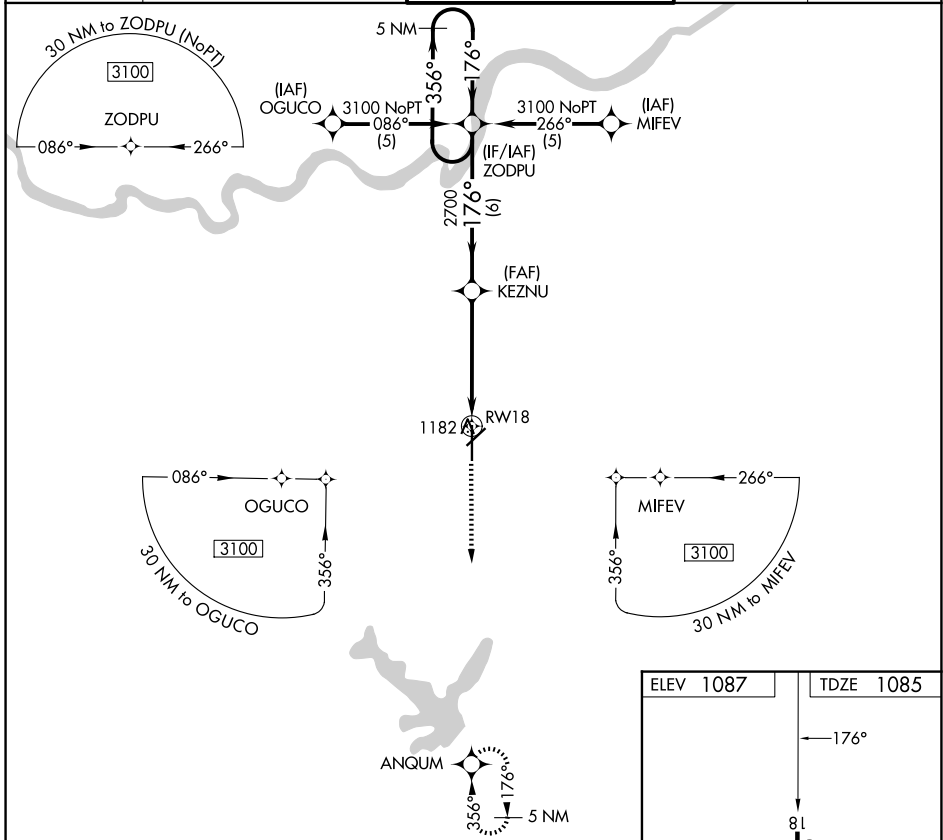 30 NM to ZODPU (NoPT)
3100
ZODPU
086°
266°
5 NM
356°
176°
(IAF)
OGUCO
3100 NoPT
086°
(5)
3100 NoPT
266°
(5)
(IAF)
MIFEV
(IF/IAF)
ZODPU
2700
176°
(6)
(FAF)
KEZNU
1182
RW18
086°
OGUCO
3100
356°
30 NM to OGUCO
266°
MIFEV
3100
356°
30 NM to MIFEV
ANQUM
356°
176°
5 NM
ELEV 1087
TDZE 1085
176°
18